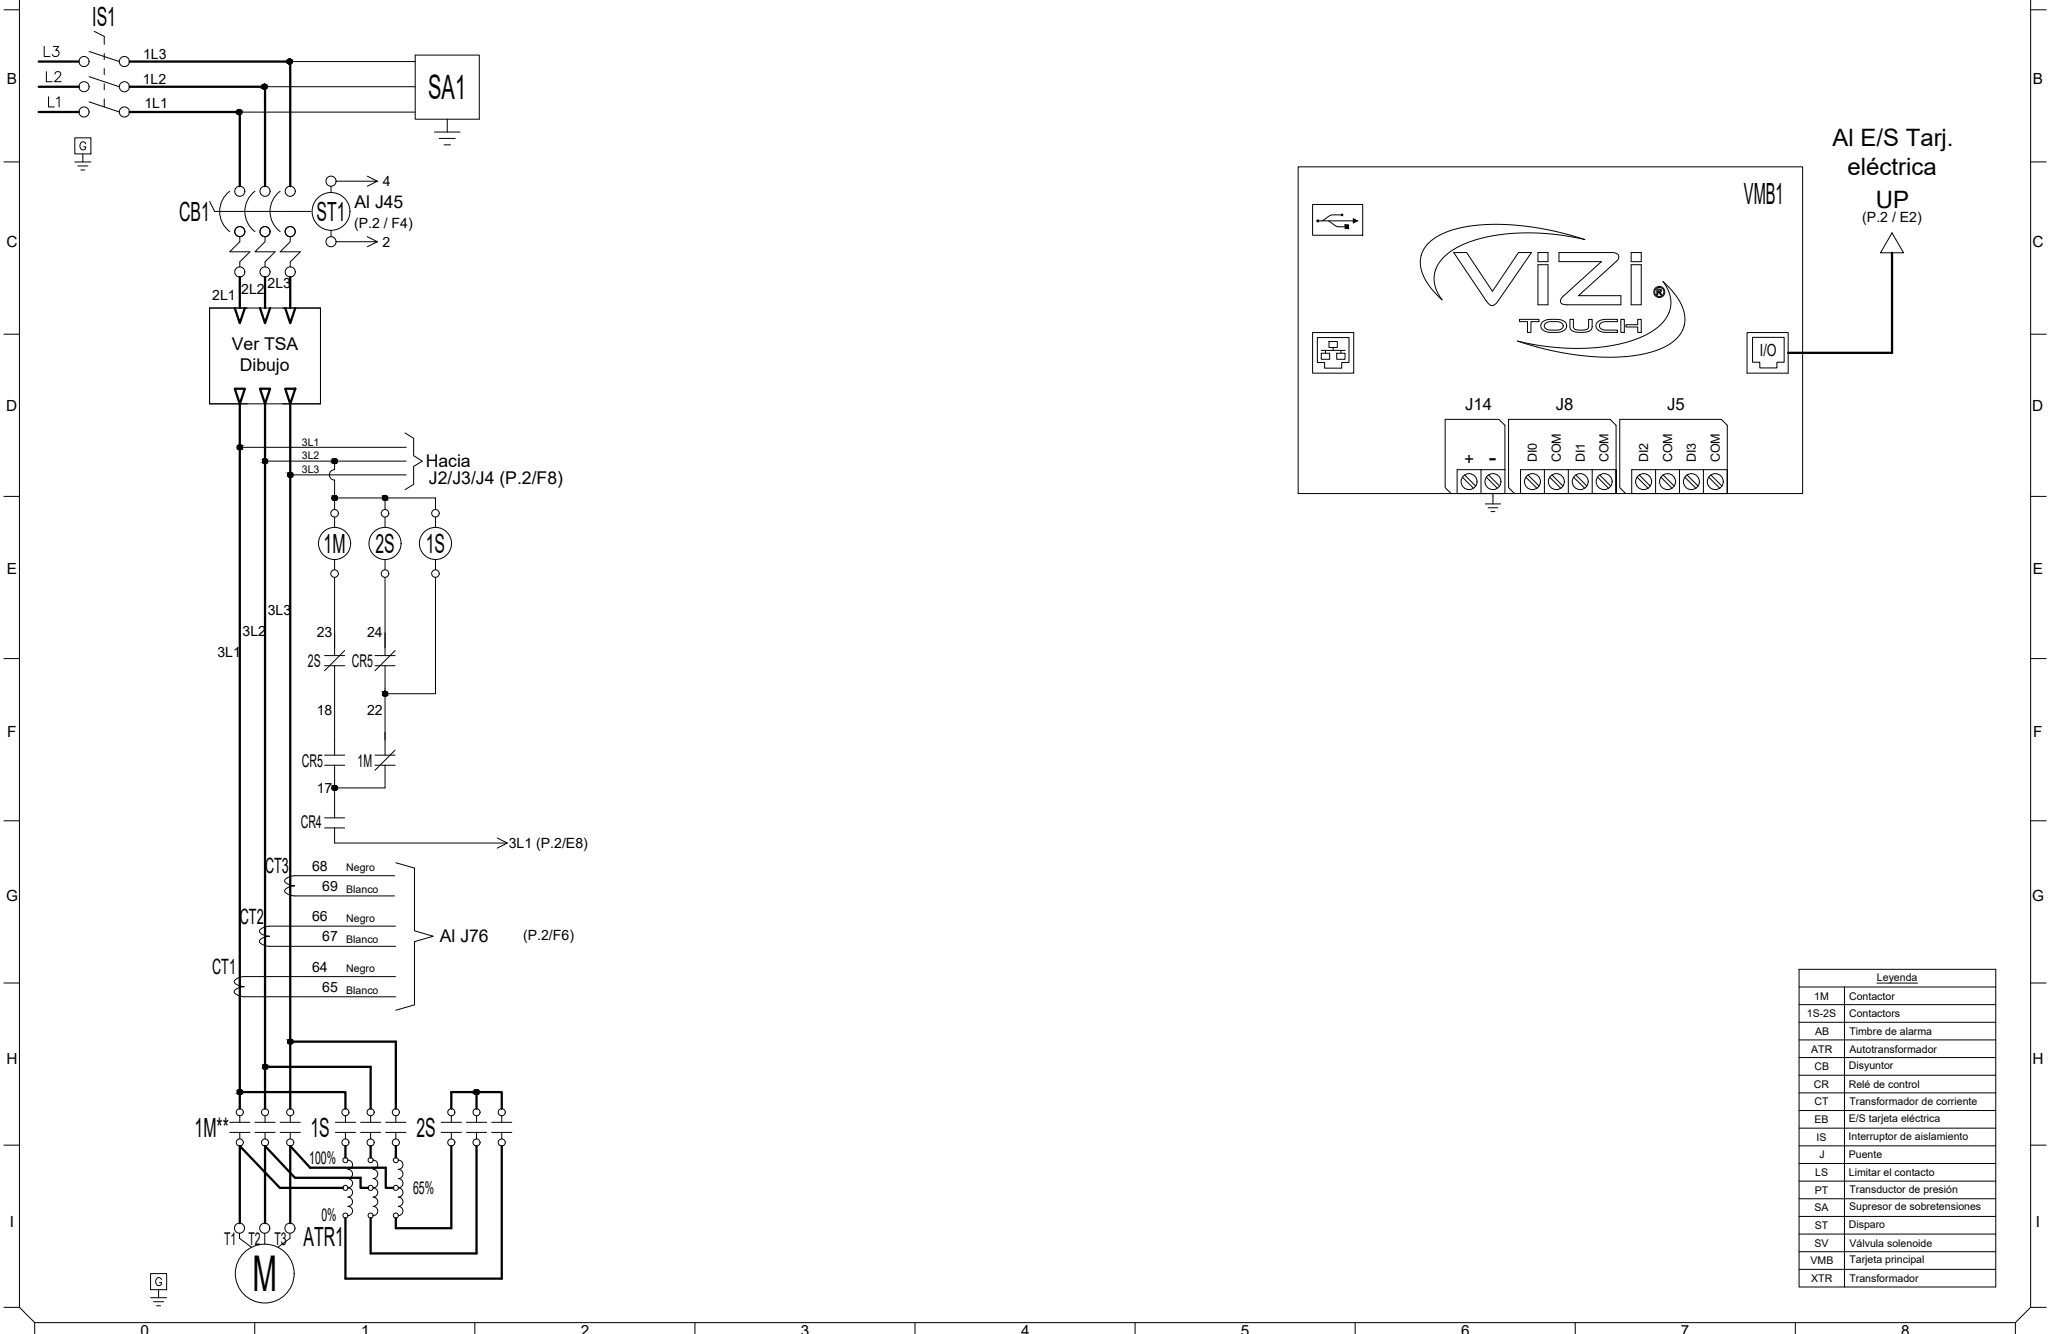 IS1
L3
1L3
L2
1L2
L1
1L1
SA1
B
B
G
CB1
ST1
4
Al J45
(P.2 / F4)
2
C
C
2L1
2L2
2L3
Ver TSA
Dibujo
Al E/S Tarj.
eléctrica
UP
(P.2 / E2)
VMB1
ViZi
®
TOUCH
I/O
D
D
J14
J8
J5
+
-
DI0
COM
DI1
COM
DI2
COM
DI3
COM
3L1
3L2
3L3
Hacia
J2/J3/J4 (P.2/F8)
1M
2S
1S
E
E
3L3
3L2
3L1
23
24
2S
CR5
18
22
F
F
CR5
1M
17
CR4
3L1 (P.2/E8)
CT3
68 Negro
69 Blanco
G
G
CT2
66 Negro
67 Blanco
Al J76 (P.2/F6)
CT1
64 Negro
65 Blanco
H
H
1M**
1S
2S
100%
65%
0%
ATR1
T1
T2
T3
M
G
I
I
Leyenda
1M Contactor
1S-2S Contactors
AB Timbre de alarma
ATR Autotransformador
CB Disyuntor
CR Relé de control
CT Transformador de corriente
EB E/S tarjeta eléctrica
IS Interruptor de aislamiento
J Puente
LS Limitar el contacto
PT Transductor de presión
SA Supresor de sobretensiones
ST Disparo
SV Válvula solenoide
VMB Tarjeta principal
XTR Transformador
0 1 2 3 4 5 6 7 8